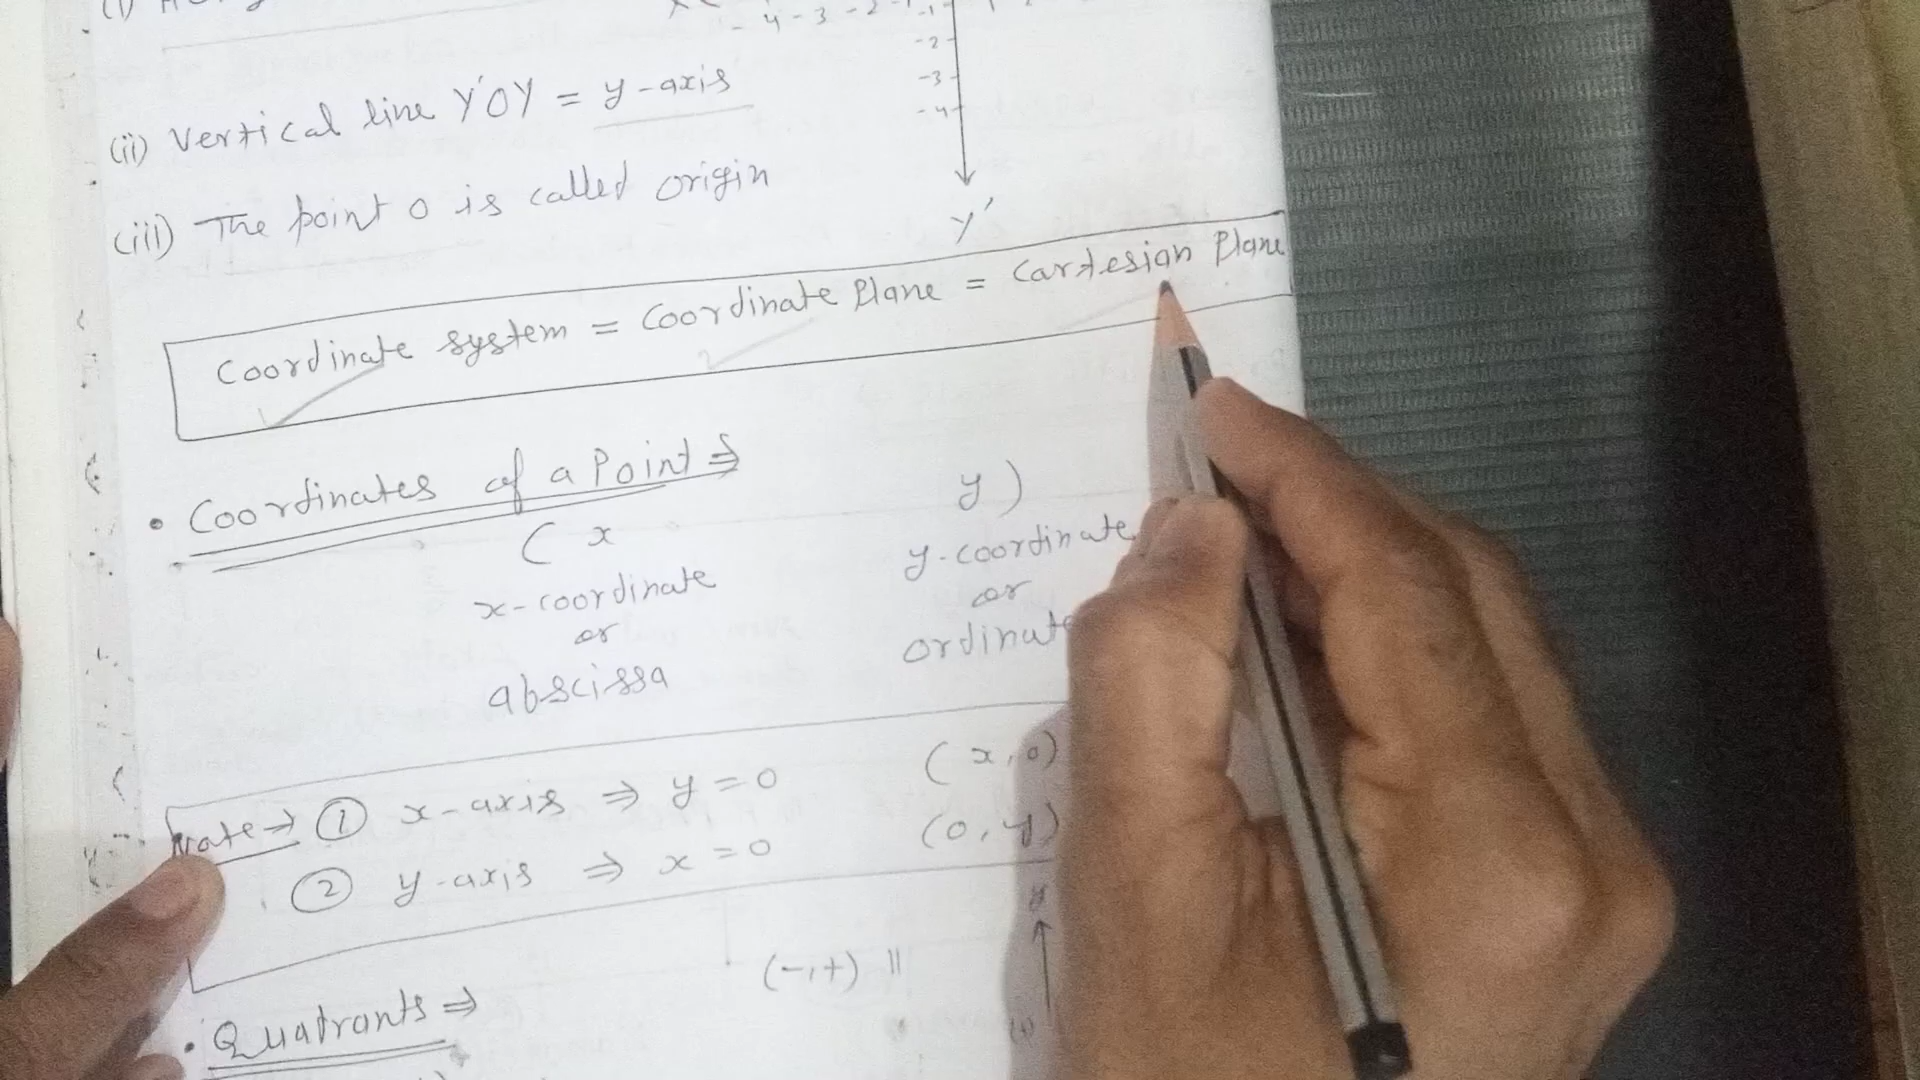 -4 -3 -2 -1
-1
-2
-3
-4
(ii) Vertical line Y'OY = y-axis
(iii) The point O is called origin
Y'
Coordinate system = Coordinate Plane = Cartesian Plane
• Coordinates of a Point ⇒
( x y )
x-coordinate y-coordinate
or or
abscissa ordinate
Note ⇒ ① x-axis ⇒ y = 0 (x, 0)
② y-axis ⇒ x = 0 (0, y)
y
(-,+) II
• Quadrants ⇒